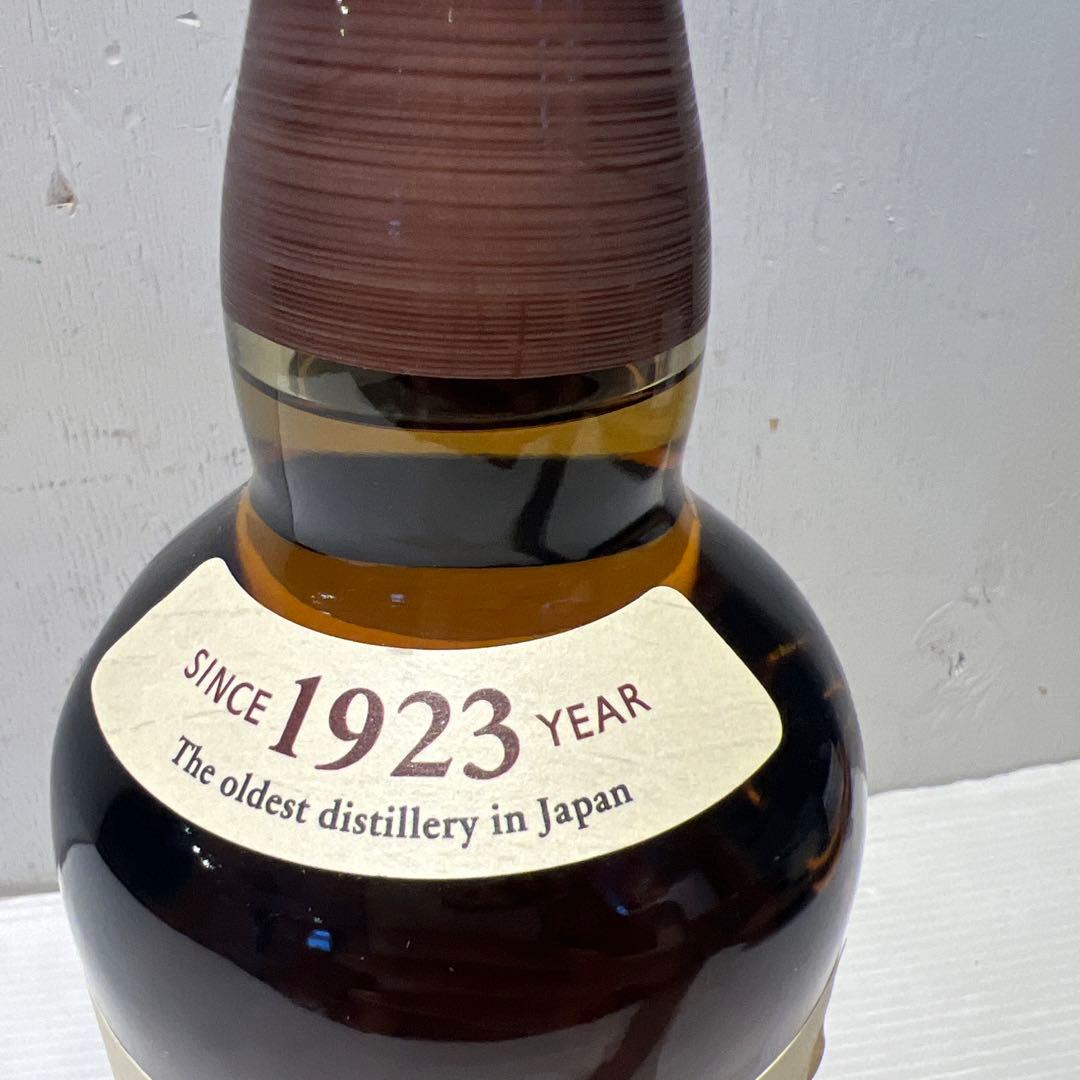 SINCE 1923 YEAR
The oldest distillery in Japan